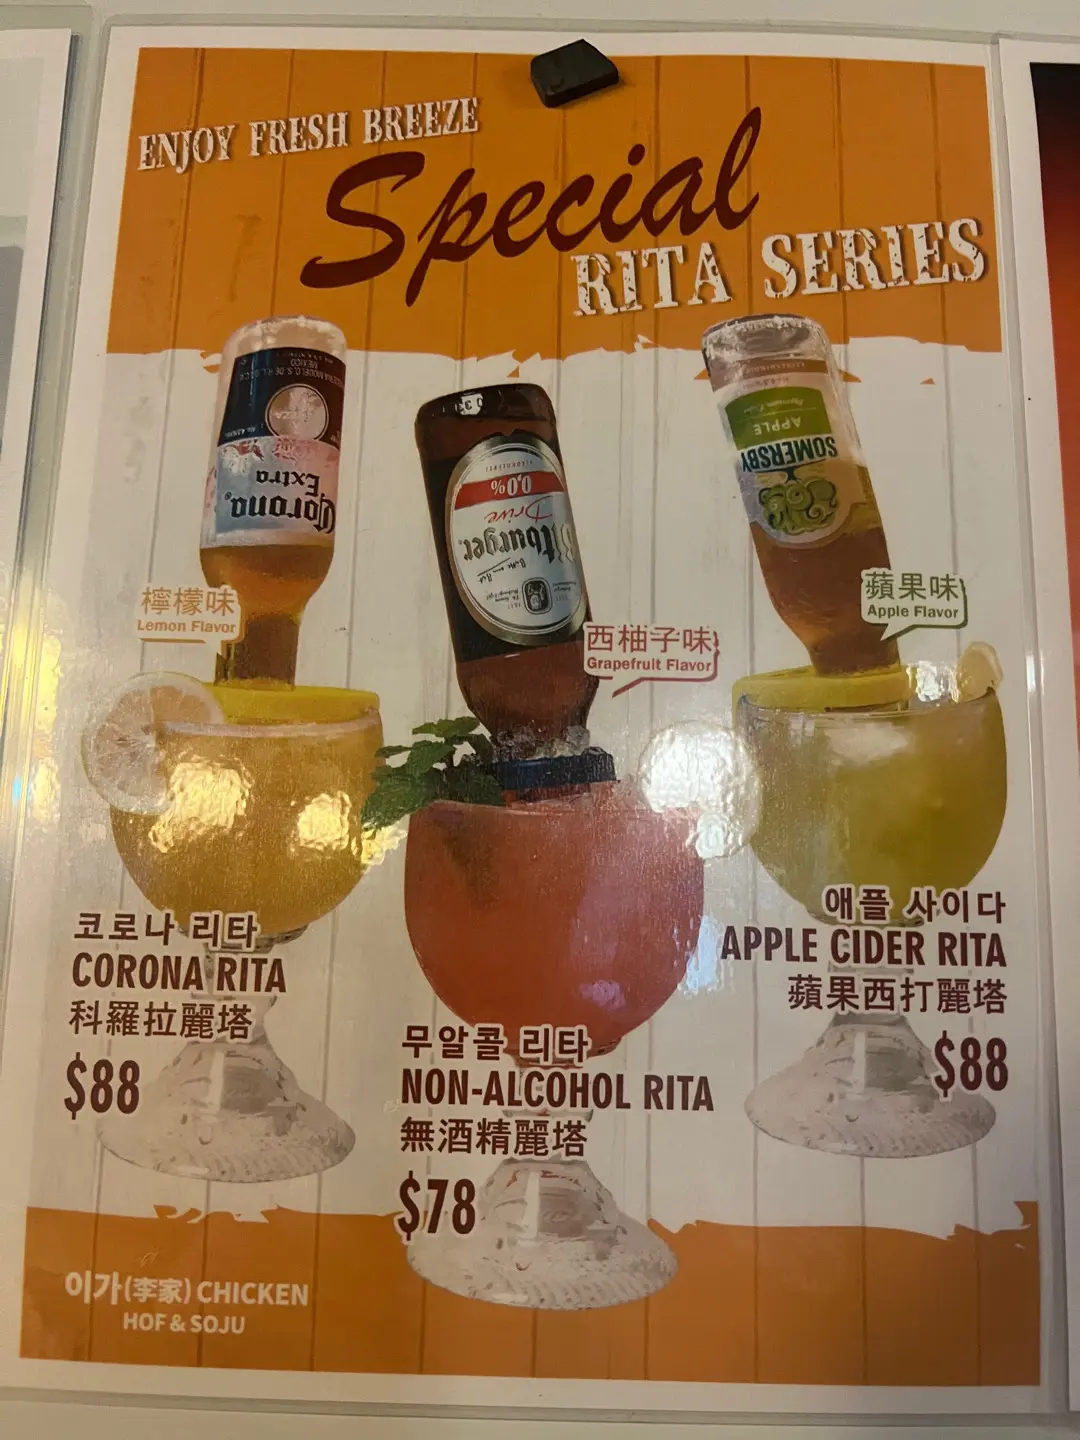 ENJOY FRESH BREEZE
Special
RITA SERIES
Corona
Extra
MEXICO
0,0%
Drive
Bitburger
APPLE
SOMERSBY
檸檬味
Lemon Flavor
西柚子味
Grapefruit Flavor
蘋果味
Apple Flavor
코로나 리타
CORONA RITA
科羅拉麗塔
$88
무알콜 리타
NON-ALCOHOL RITA
無酒精麗塔
$78
애플 사이다
APPLE CIDER RITA
蘋果西打麗塔
$88
이가(李家) CHICKEN
HOF & SOJU